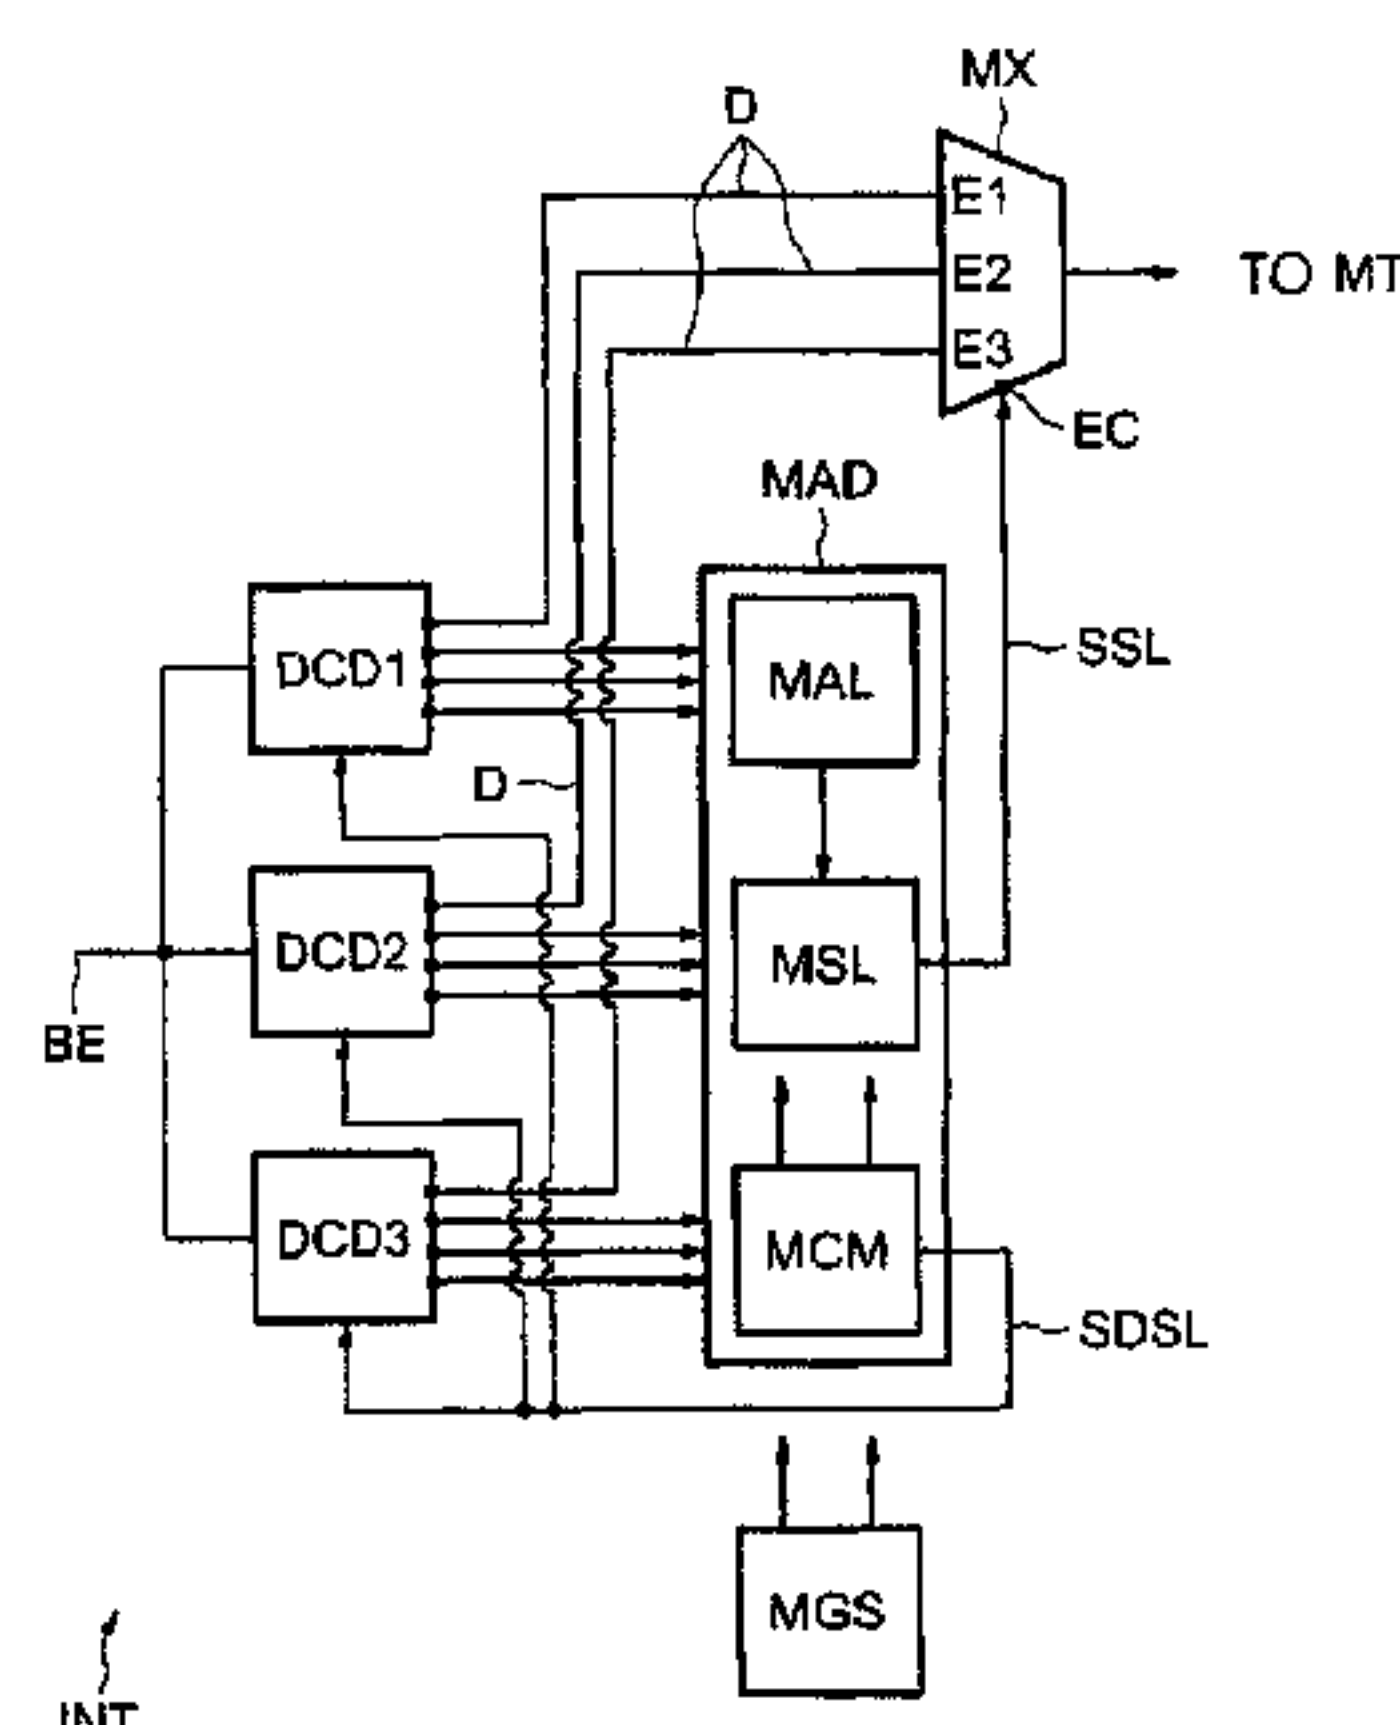 MX
D
E1
E2
TO MT
E3
EC
MAD
SSL
DCD1
MAL
D
DCD2
MSL
BE
DCD3
MCM
SDSL
MGS
INT